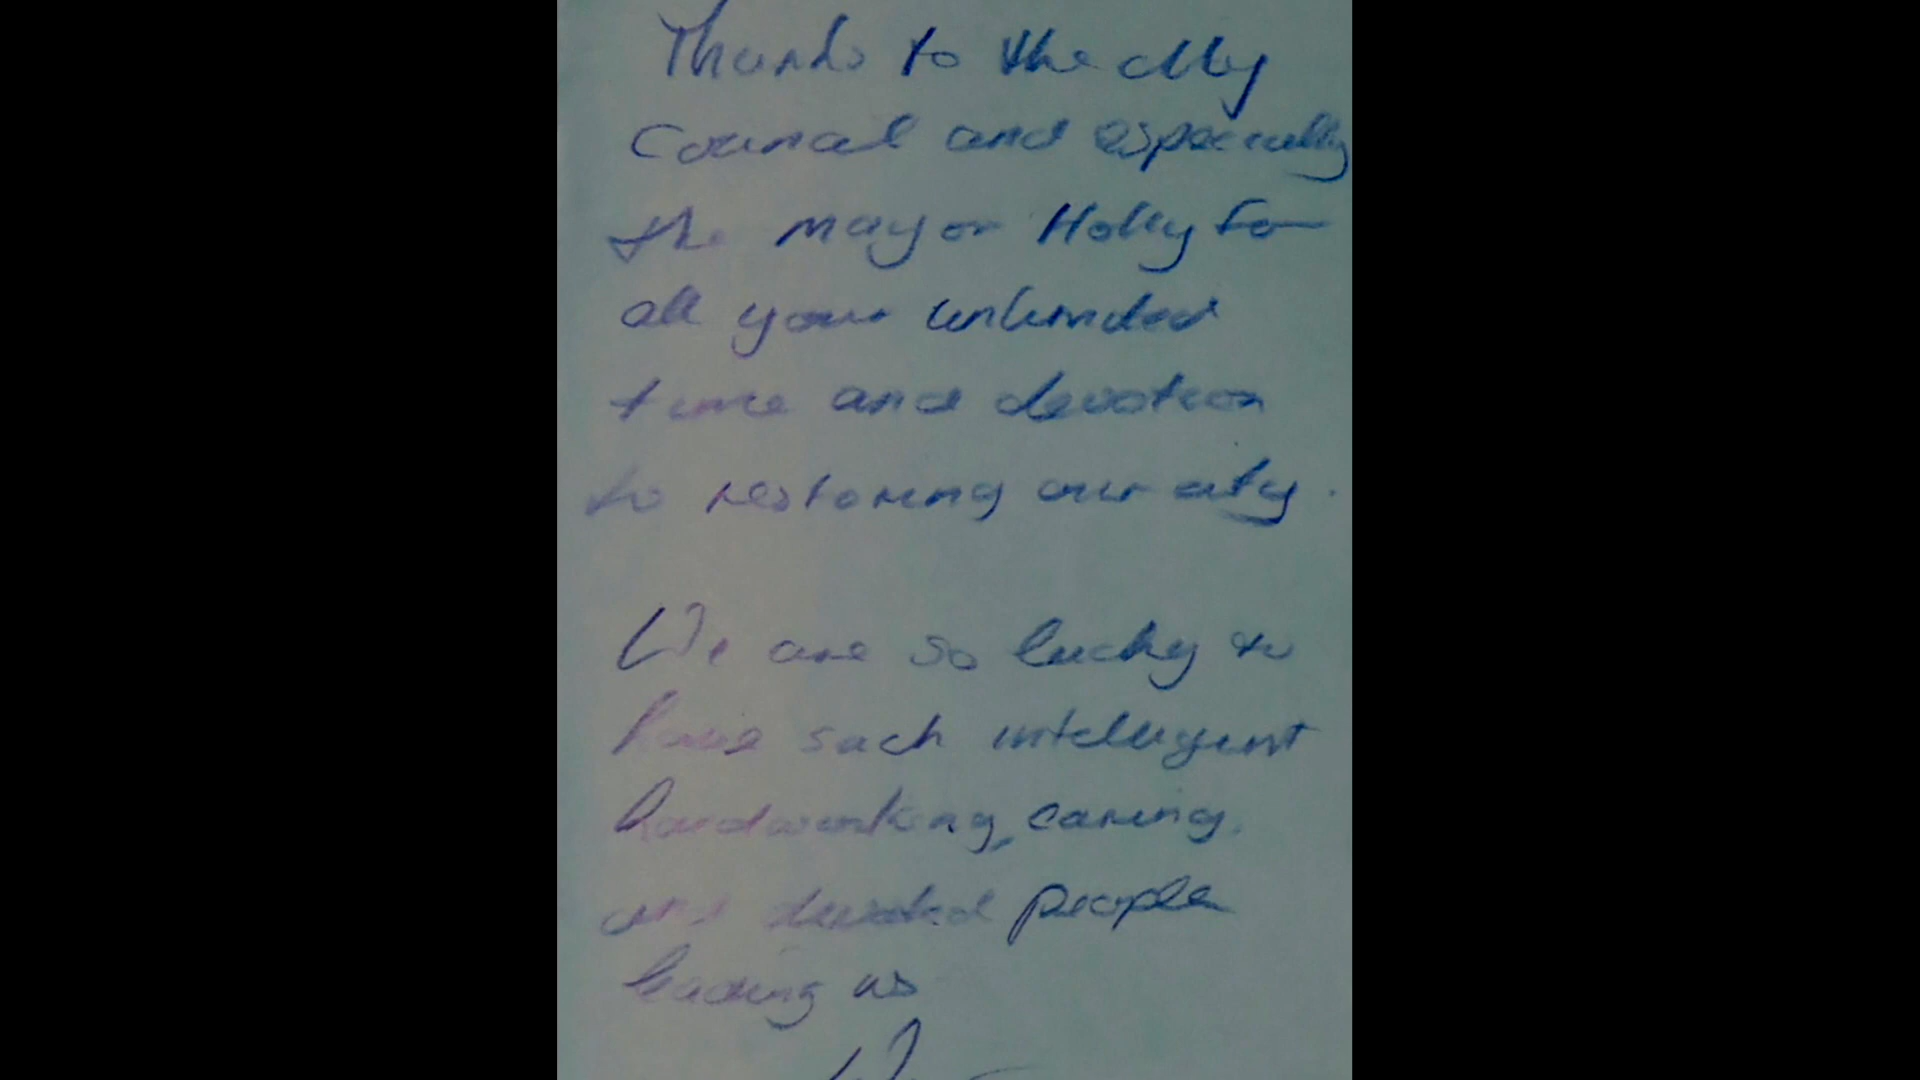 Thanks to the city
Council and especially
the mayor Holly for
all your unlimited
time and devotion
to restoring our city.
We are so lucky to
have such intelligent
hardworking, caring
and devoted people
leading us